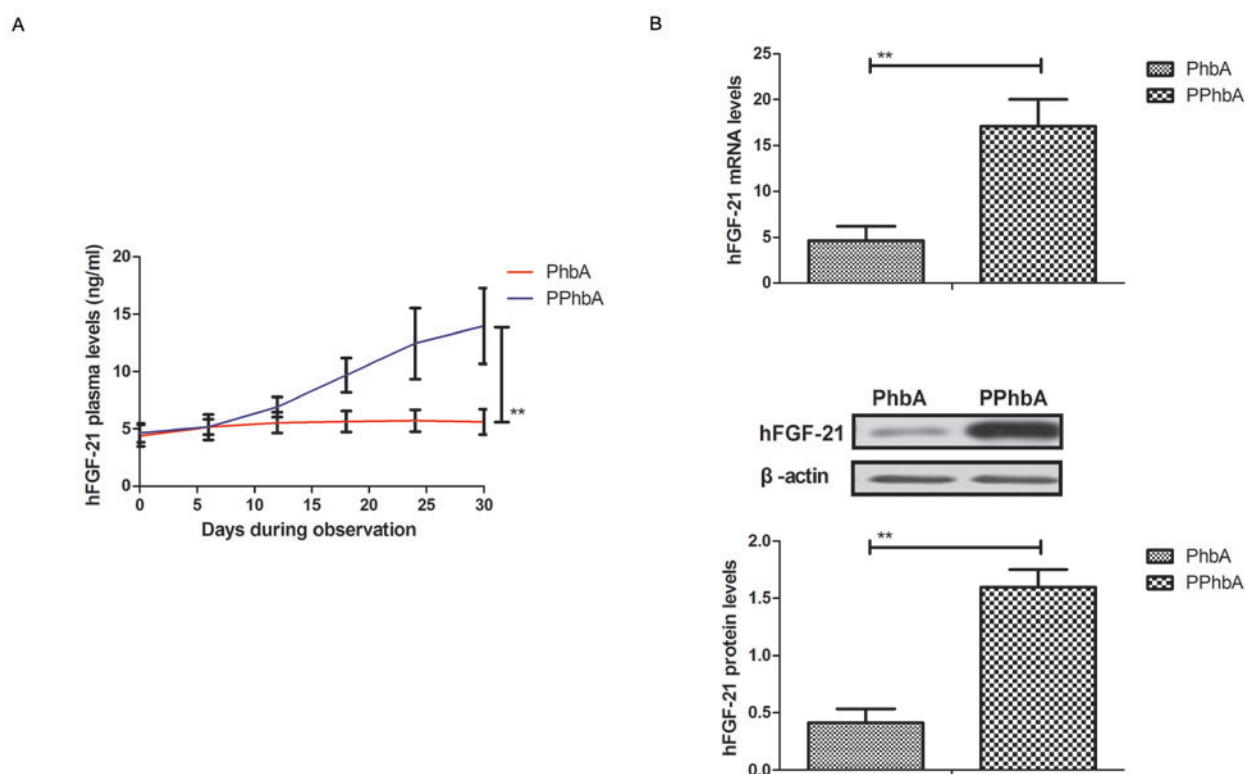 A
hFGF-21 plasma levels (ng/ml)
20
15
10
5
0
0 5 10 15 20 25 30
Days during observation
PhbA
PPhbA
**
B
hFGF-21 mRNA levels
25
20
15
10
5
0
**
PhbA
PPhbA
PhbA PPhbA
hFGF-21
β -actin
hFGF-21 protein levels
2.0
1.5
1.0
0.5
0.0
**
PhbA
PPhbA